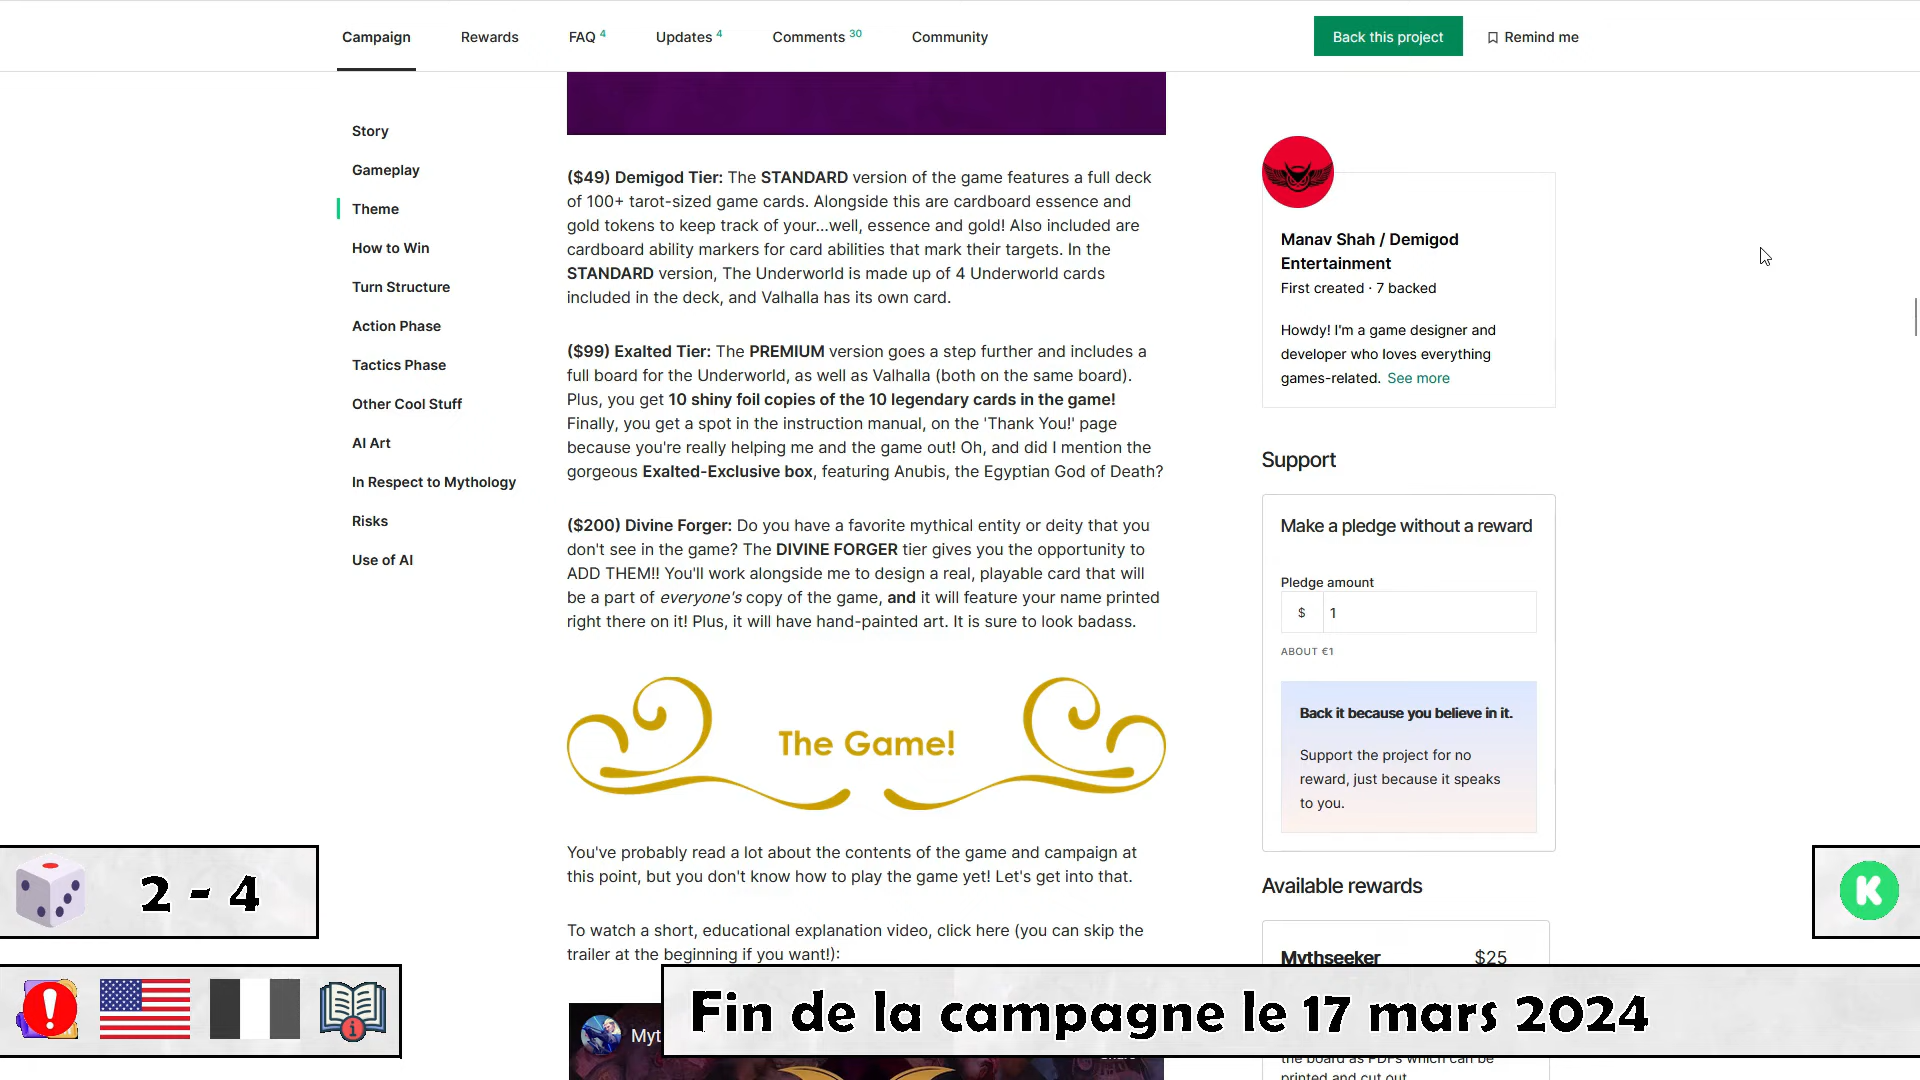 Campaign
Rewards
FAQ 4
Updates 4
Comments 30
Community
Back this project
Remind me
Story
Gameplay
Theme
How to Win
Turn Structure
Action Phase
Tactics Phase
Other Cool Stuff
AI Art
In Respect to Mythology
Risks
Use of AI
($49) Demigod Tier: The STANDARD version of the game features a full deck
of 100+ tarot-sized game cards. Alongside this are cardboard essence and
gold tokens to keep track of your...well, essence and gold! Also included are
cardboard ability markers for card abilities that mark their targets. In the
STANDARD version, The Underworld is made up of 4 Underworld cards
included in the deck, and Valhalla has its own card.
($99) Exalted Tier: The PREMIUM version goes a step further and includes a
full board for the Underworld, as well as Valhalla (both on the same board).
Plus, you get 10 shiny foil copies of the 10 legendary cards in the game!
Finally, you get a spot in the instruction manual, on the 'Thank You!' page
because you're really helping me and the game out! Oh, and did I mention the
gorgeous Exalted-Exclusive box, featuring Anubis, the Egyptian God of Death?
($200) Divine Forger: Do you have a favorite mythical entity or deity that you
don't see in the game? The DIVINE FORGER tier gives you the opportunity to
ADD THEM!! You'll work alongside me to design a real, playable card that will
be a part of everyone's copy of the game, and it will feature your name printed
right there on it! Plus, it will have hand-painted art. It is sure to look badass.
The Game!
You've probably read a lot about the contents of the game and campaign at
this point, but you don't know how to play the game yet! Let's get into that.
To watch a short, educational explanation video, click here (you can skip the
trailer at the beginning if you want!):
Myt
Manav Shah / Demigod
Entertainment
First created · 7 backed
Howdy! I'm a game designer and
developer who loves everything
games-related. See more
Support
Make a pledge without a reward
Pledge amount
$ 1
ABOUT €1
Back it because you believe in it.
Support the project for no
reward, just because it speaks
to you.
Available rewards
Mythseeker $25
the board as PDFs which can be
printed and cut out
2 - 4
K
Fin de la campagne le 17 mars 2024